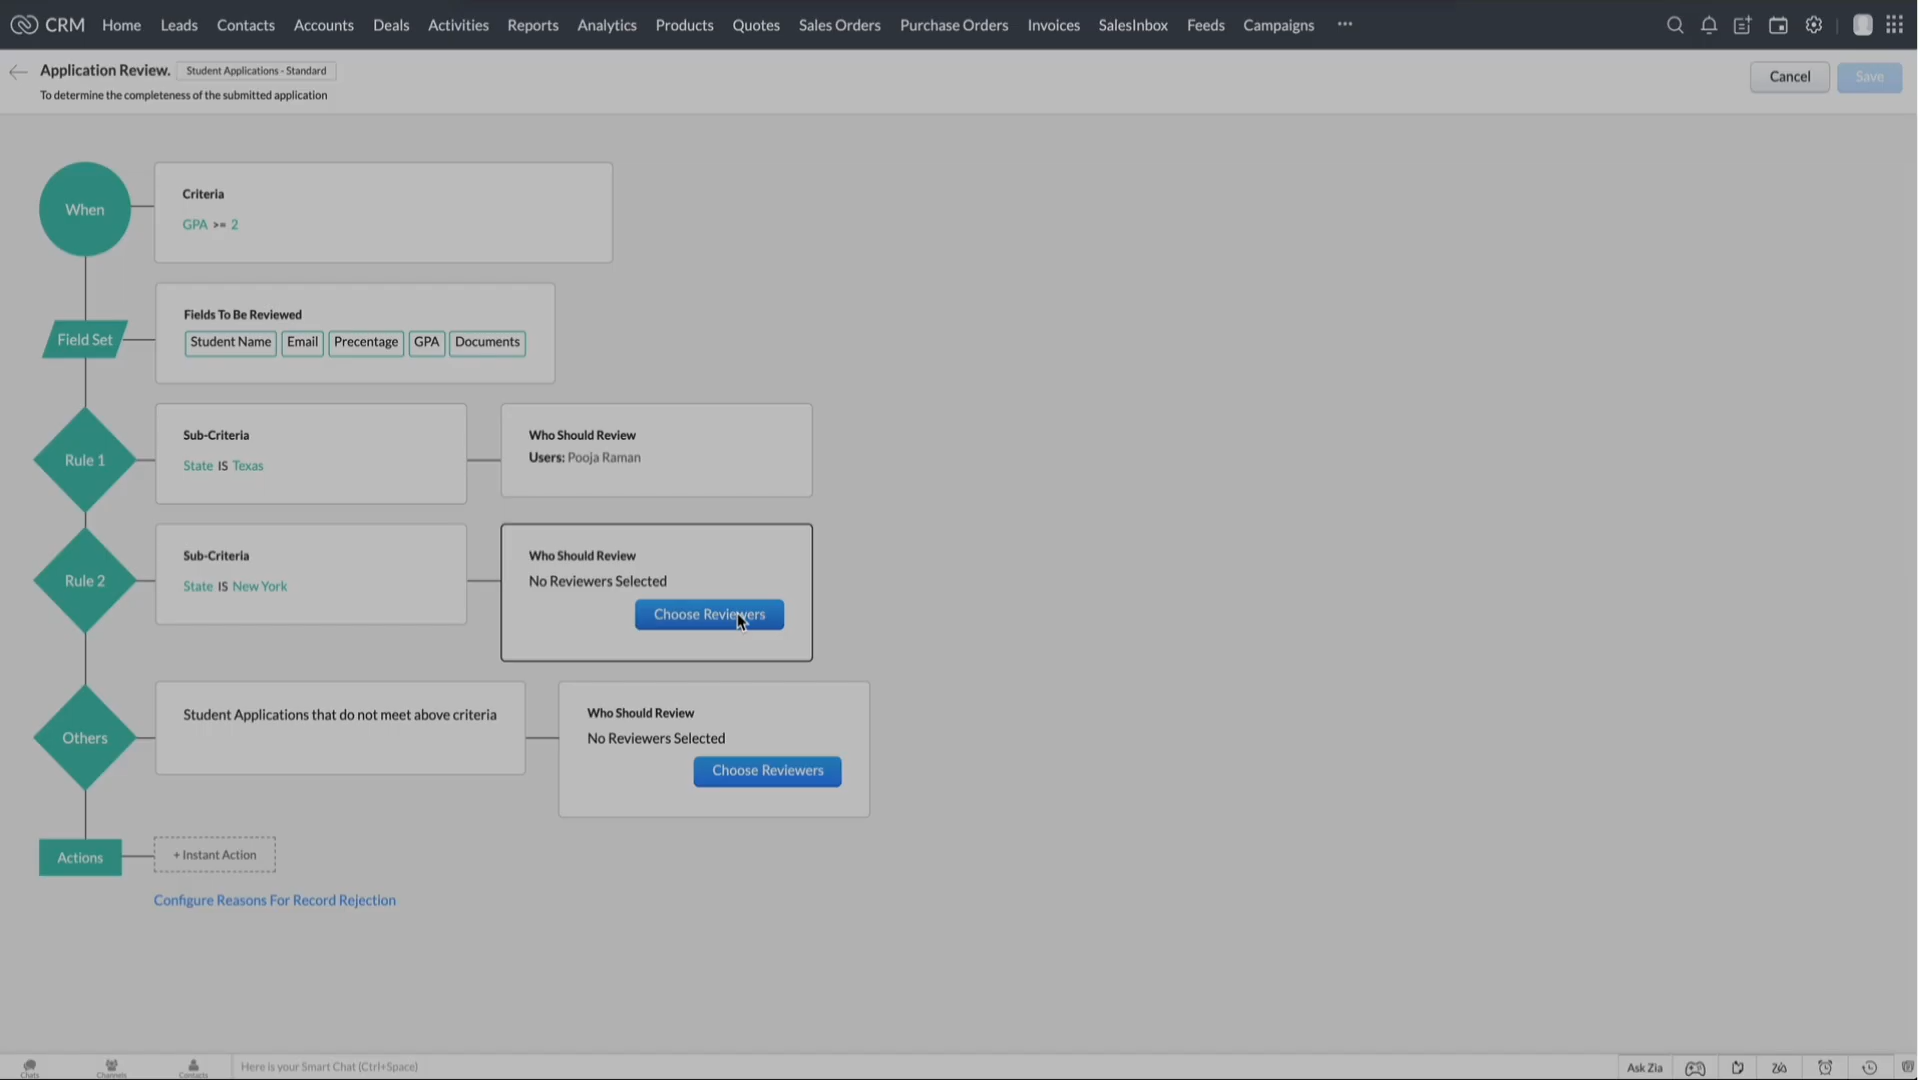 CRM Home Leads Contacts Accounts Deals Activities Reports Analytics Products Quotes Sales Orders Purchase Orders Invoices SalesInbox Feeds Campaigns ...
Application Review. Student Applications - Standard
To determine the completeness of the submitted application
Cancel Save
When
Criteria
GPA >= 2
Field Set
Fields To Be Reviewed
Student Name Email Precentage GPA Documents
Rule 1
Sub-Criteria
State IS Texas
Who Should Review
Users: Pooja Raman
Rule 2
Sub-Criteria
State IS New York
Who Should Review
No Reviewers Selected
Choose Reviewers
Others
Student Applications that do not meet above criteria
Who Should Review
No Reviewers Selected
Choose Reviewers
Actions
+ Instant Action
Configure Reasons For Record Rejection
Chats Channels Contacts Here is your Smart Chat (Ctrl+Space) Ask Zia